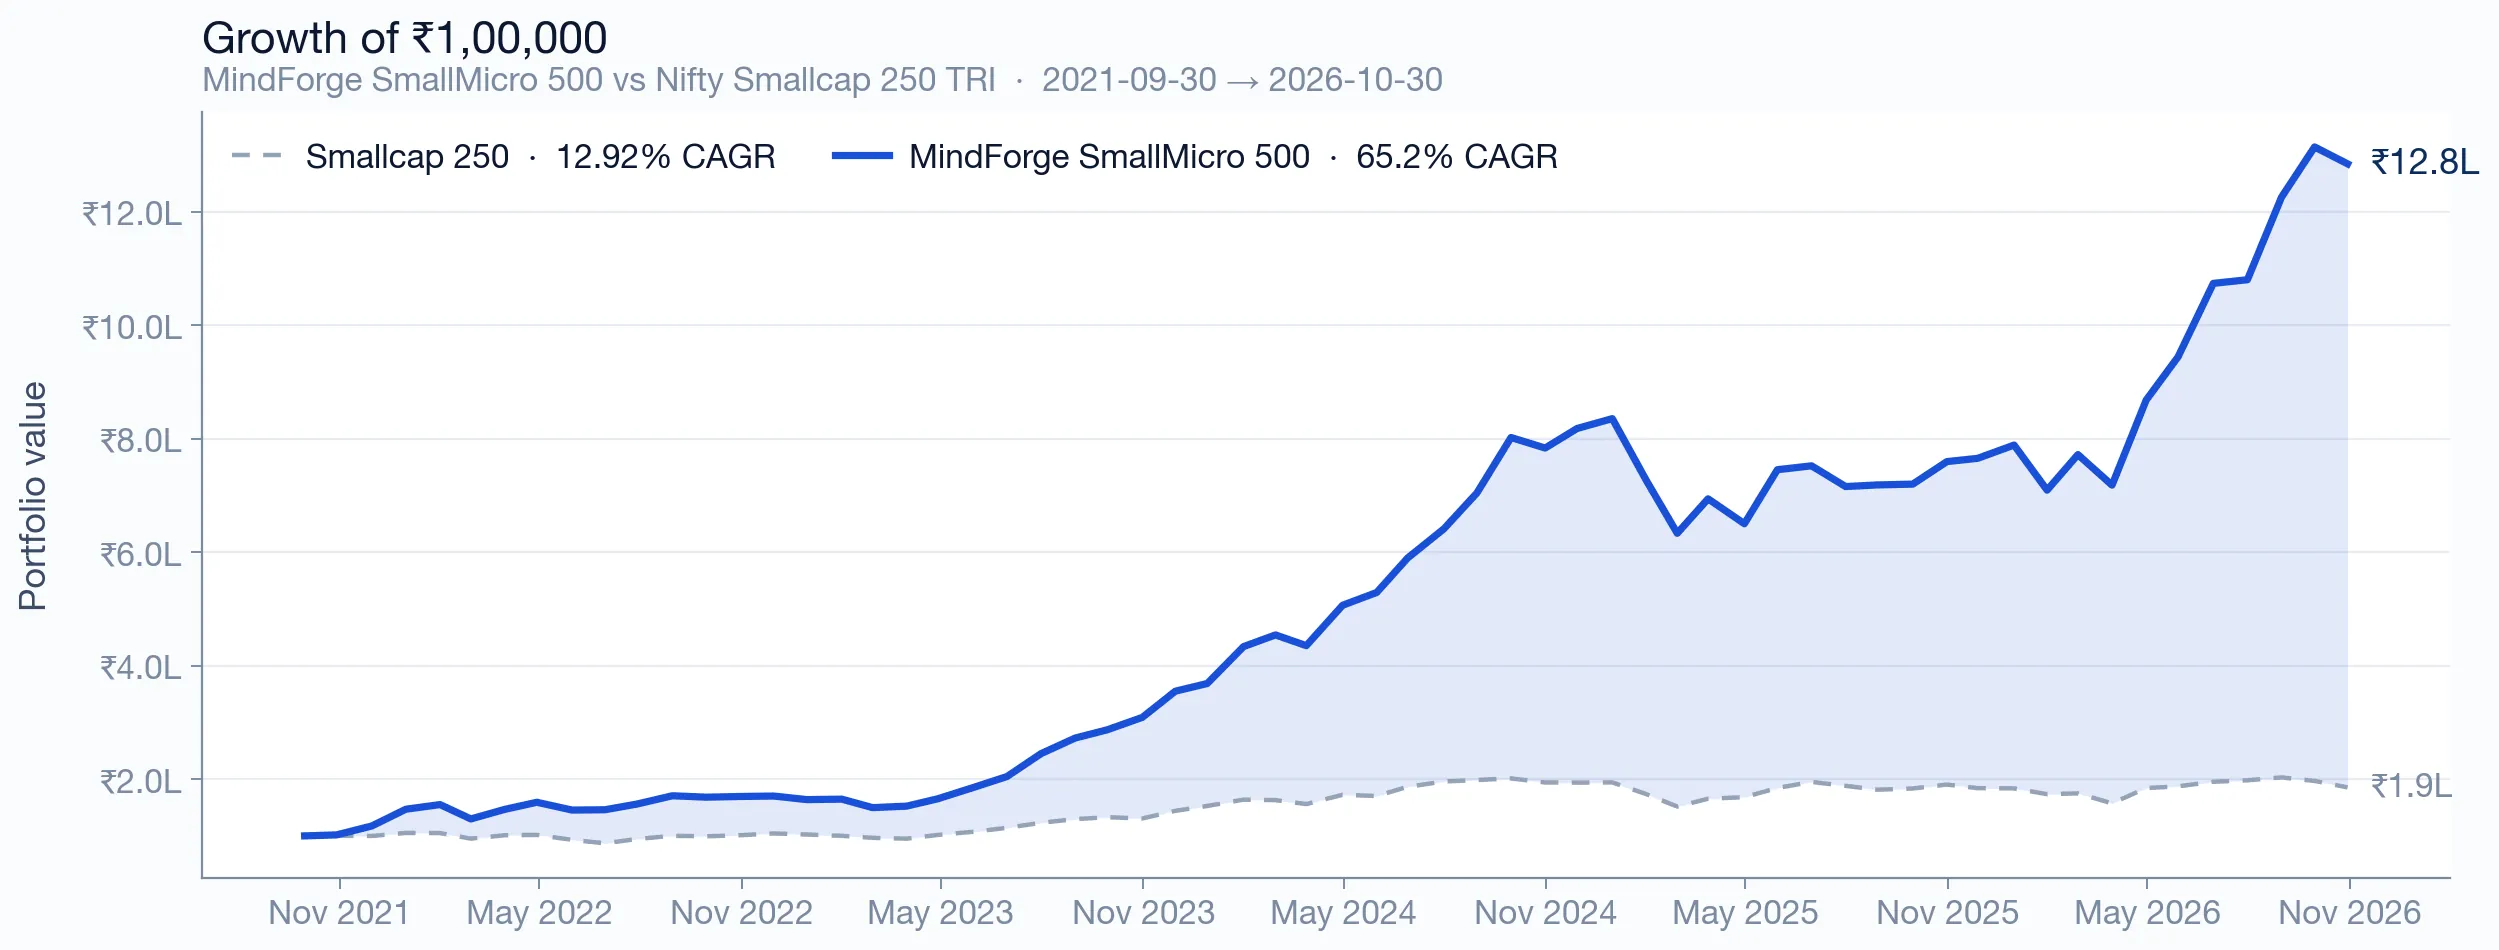 Growth of ₹1,00,000
MindForge SmallMicro 500 vs Nifty Smallcap 250 TRI · 2021-09-30 → 2026-10-30
Smallcap 250 · 12.92% CAGR
MindForge SmallMicro 500 · 65.2% CAGR
₹12.8L
₹12.0L
₹10.0L
₹8.0L
₹6.0L
₹4.0L
₹2.0L
₹1.9L
Portfolio value
Nov 2021 May 2022 Nov 2022 May 2023 Nov 2023 May 2024 Nov 2024 May 2025 Nov 2025 May 2026 Nov 2026